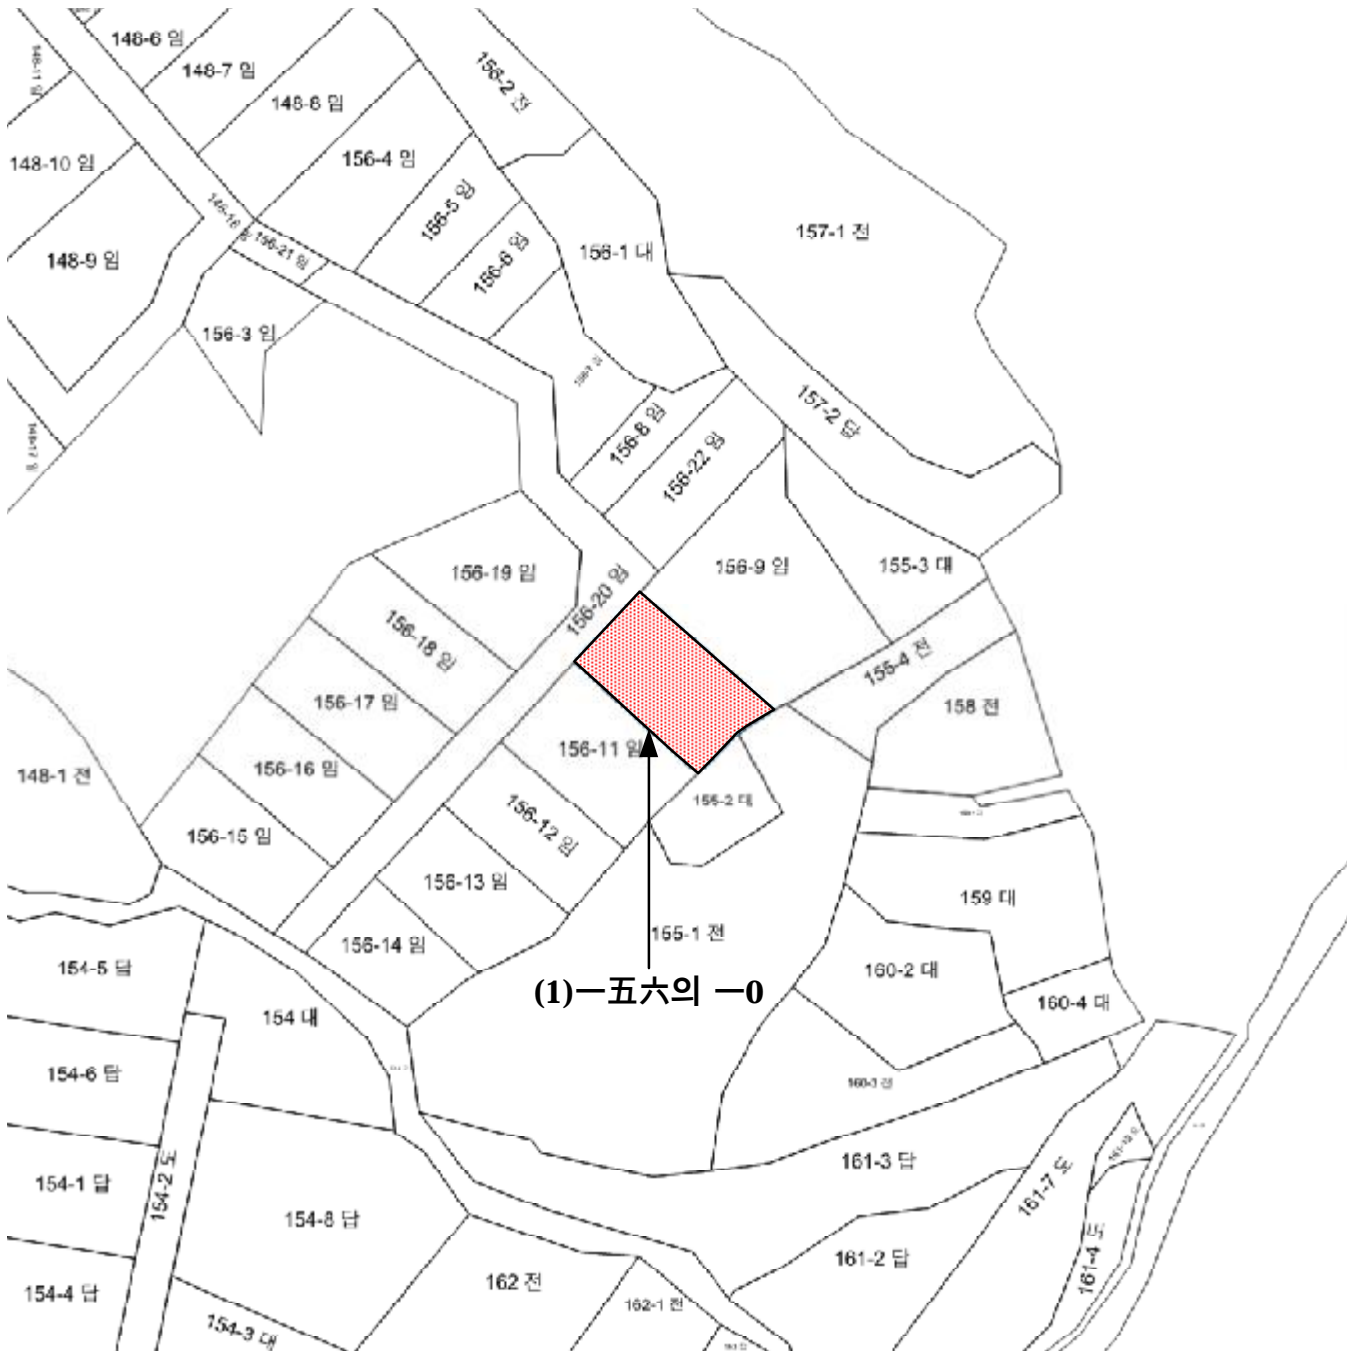 148-6 임
148-7 임
148-8 임
156-2 전
148-10 임
156-4 임
156-5 임
156-6 임
156-1 대
157-1 전
148-9 임
156-21 임
156-3 임
157-2 답
156-8 임
156-22 임
156-19 임
156-20 임
156-9 임
155-3 대
156-18 임
155-4 전
156-17 임
158 전
156-11 임
148-1 전
156-16 임
155-2 대
156-12 임
156-15 임
156-13 임
159 대
156-14 임
155-1 전
154-5 답
160-2 대
(1)一五六의 一0
160-4 대
154 대
154-6 답
160-3 전
161-3 답
154-1 답
154-2 도
161-7 도
154-8 답
161-2 답
161-4
154-4 답
162 전
162-1 전
154-3 대